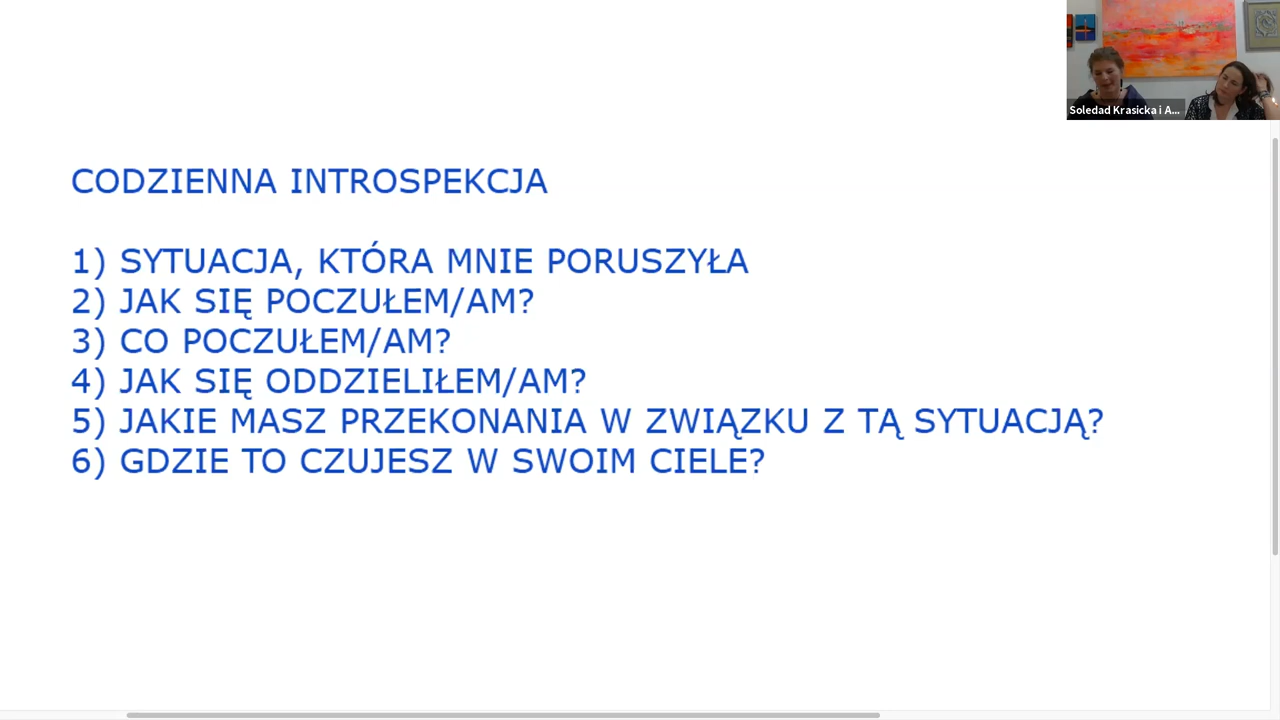 Soledad Krasicka i A...
CODZIENNA INTROSPEKCJA
1) SYTUACJA, KTÓRA MNIE PORUSZYŁA
2) JAK SIĘ POCZUŁEM/AM?
3) CO POCZUŁEM/AM?
4) JAK SIĘ ODDZIELIŁEM/AM?
5) JAKIE MASZ PRZEKONANIA W ZWIĄZKU Z TĄ SYTUACJĄ?
6) GDZIE TO CZUJESZ W SWOIM CIELE?